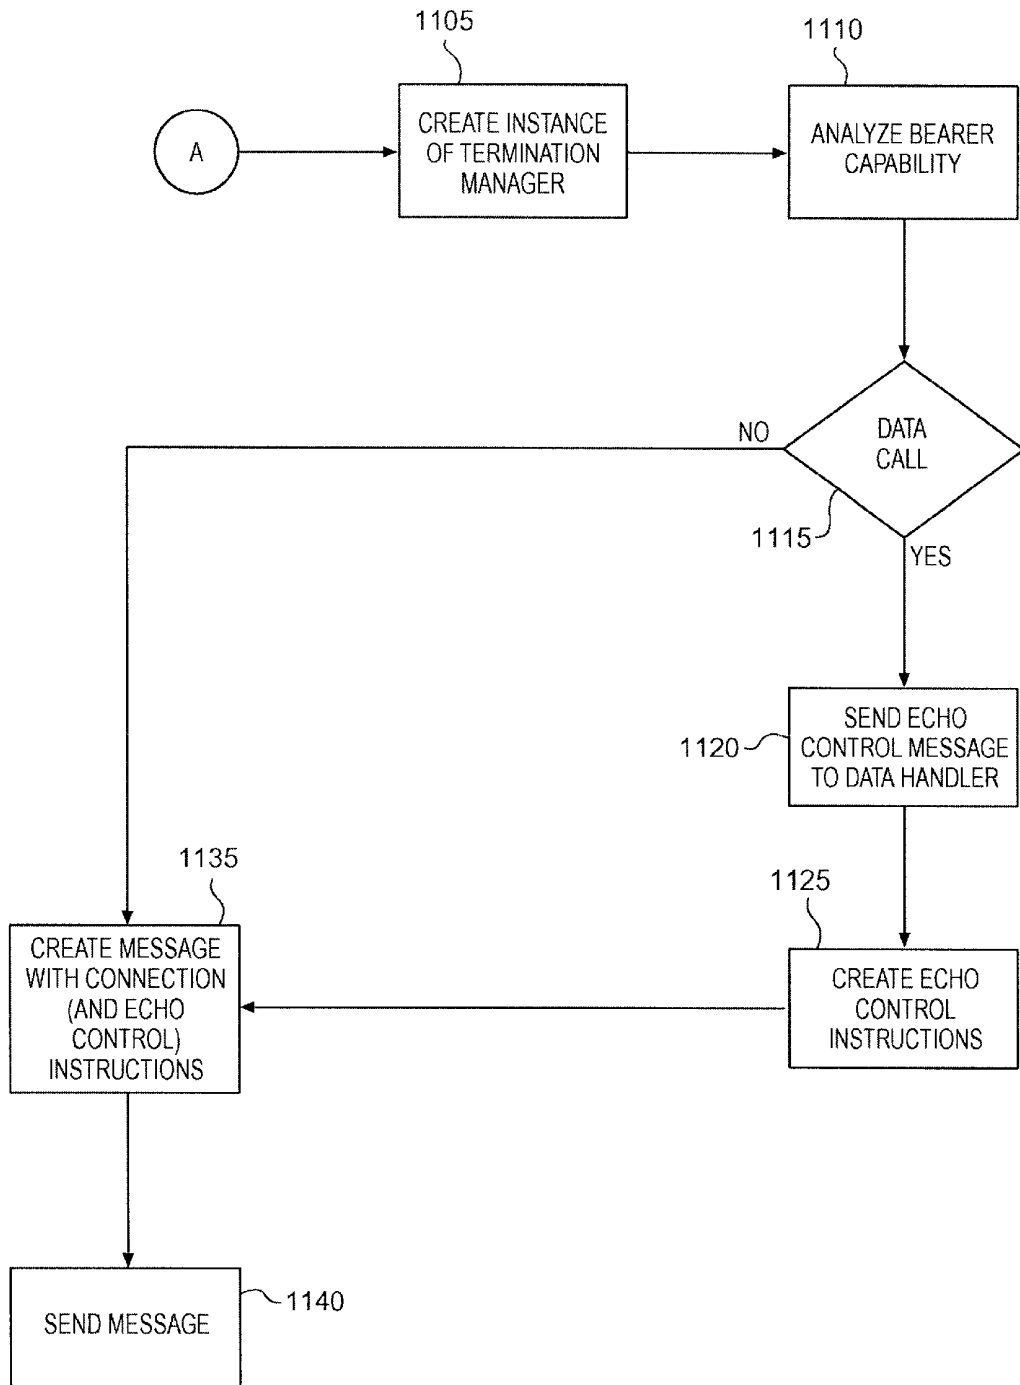 1105
1110
A
CREATE INSTANCE
OF TERMINATION
MANAGER
ANALYZE BEARER
CAPABILITY
NO
DATA
CALL
1115
YES
1120
SEND ECHO
CONTROL MESSAGE
TO DATA HANDLER
1135
1125
CREATE MESSAGE
WITH CONNECTION
(AND ECHO
CONTROL)
INSTRUCTIONS
CREATE ECHO
CONTROL
INSTRUCTIONS
SEND MESSAGE
1140